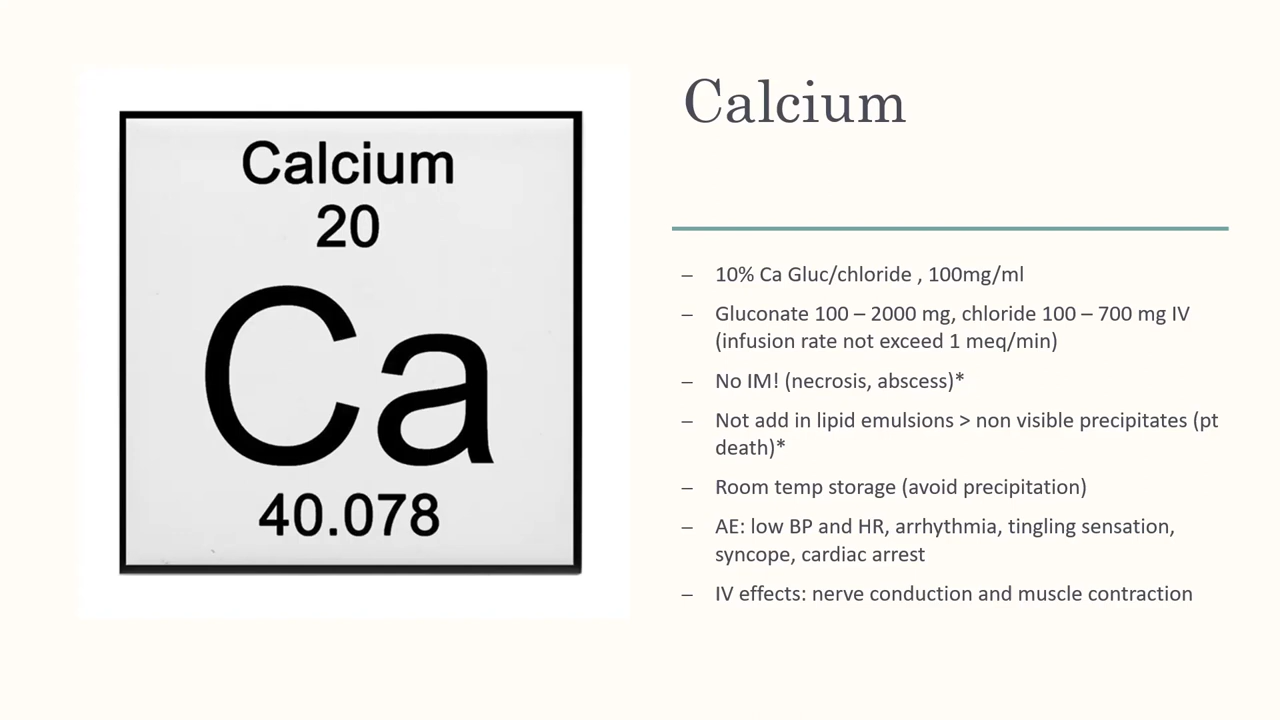 Calcium
20
Ca
40.078
Calcium
– 10% Ca Gluc/chloride , 100mg/ml
– Gluconate 100 – 2000 mg, chloride 100 – 700 mg IV
(infusion rate not exceed 1 meq/min)
– No IM! (necrosis, abscess)*
– Not add in lipid emulsions > non visible precipitates (pt
death)*
– Room temp storage (avoid precipitation)
– AE: low BP and HR, arrhythmia, tingling sensation,
syncope, cardiac arrest
– IV effects: nerve conduction and muscle contraction